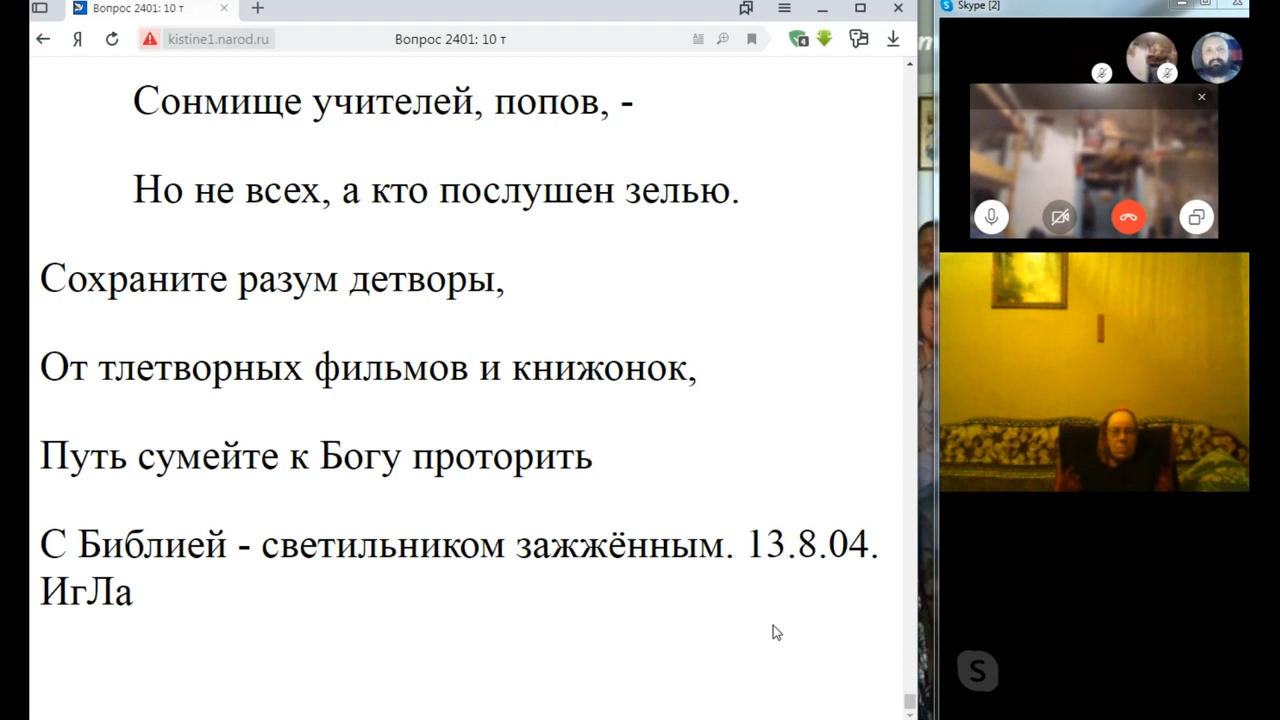 Вопрос 2401: 10 т
Skype [2]
Я
kistine1.narod.ru
Вопрос 2401: 10 т
4
Сонмище учителей, попов, -
Но не всех, а кто послушен зелью.
Сохраните разум детворы,
От тлетворных фильмов и книжонок,
Путь сумейте к Богу проторить
С Библией - светильником зажжённым. 13.8.04.
ИгЛа
S